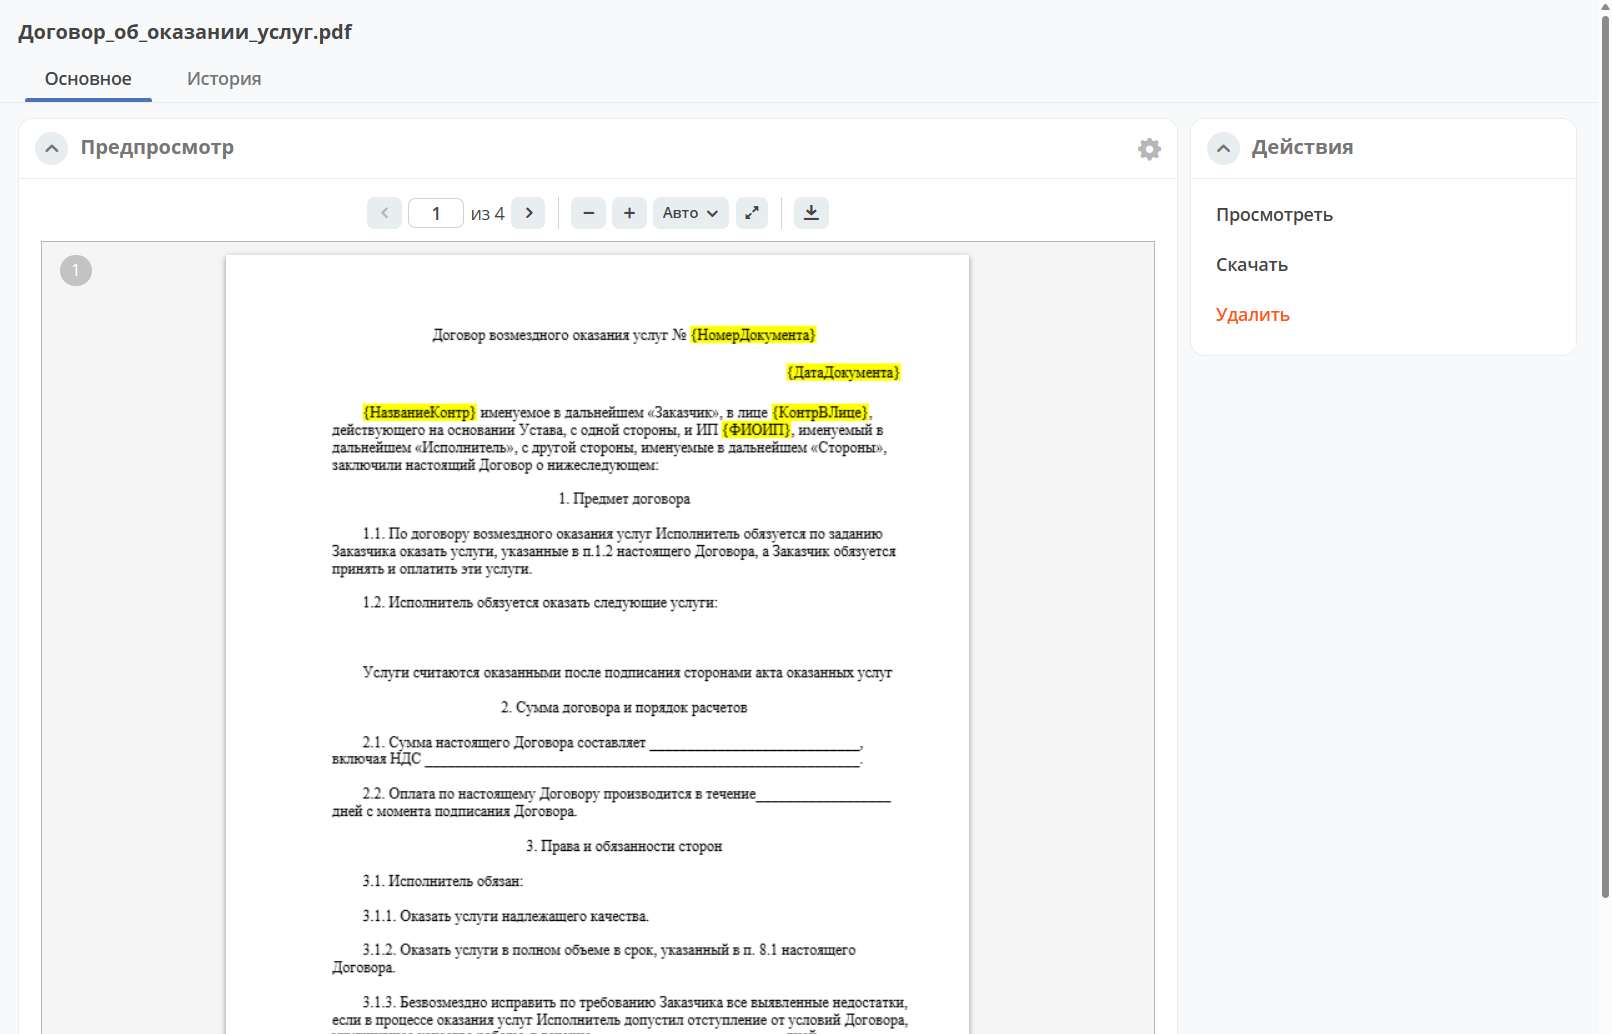 Договор_об_оказании_услуг.pdf
Основное
История
Предпросмотр
1 из 4
Авто
1
Договор возмездного оказания услуг № {НомерДокумента}
{ДатаДокумента}
{НазваниеКонтр} именуемое в дальнейшем «Заказчик», в лице {КонтрВЛице},
действующего на основании Устава, с одной стороны, и ИП {ФИОИП}, именуемый в
дальнейшем «Исполнитель», с другой стороны, именуемые в дальнейшем «Стороны»,
заключили настоящий Договор о нижеследующем:
1. Предмет договора
1.1. По договору возмездного оказания услуг Исполнитель обязуется по заданию
Заказчика оказать услуги, указанные в п.1.2 настоящего Договора, а Заказчик обязуется
принять и оплатить эти услуги.
1.2. Исполнитель обязуется оказать следующие услуги:
Услуги считаются оказанными после подписания сторонами акта оказанных услуг
2. Сумма договора и порядок расчетов
2.1. Сумма настоящего Договора составляет ____________________________,
включая НДС __________________________________________________________.
2.2. Оплата по настоящему Договору производится в течение__________________
дней с момента подписания Договора.
3. Права и обязанности сторон
3.1. Исполнитель обязан:
3.1.1. Оказать услуги надлежащего качества.
3.1.2. Оказать услуги в полном объеме в срок, указанный в п. 8.1 настоящего
Договора.
3.1.3. Безвозмездно исправить по требованию Заказчика все выявленные недостатки,
если в процессе оказания услуг Исполнитель допустил отступление от условий Договора,
Действия
Просмотреть
Скачать
Удалить